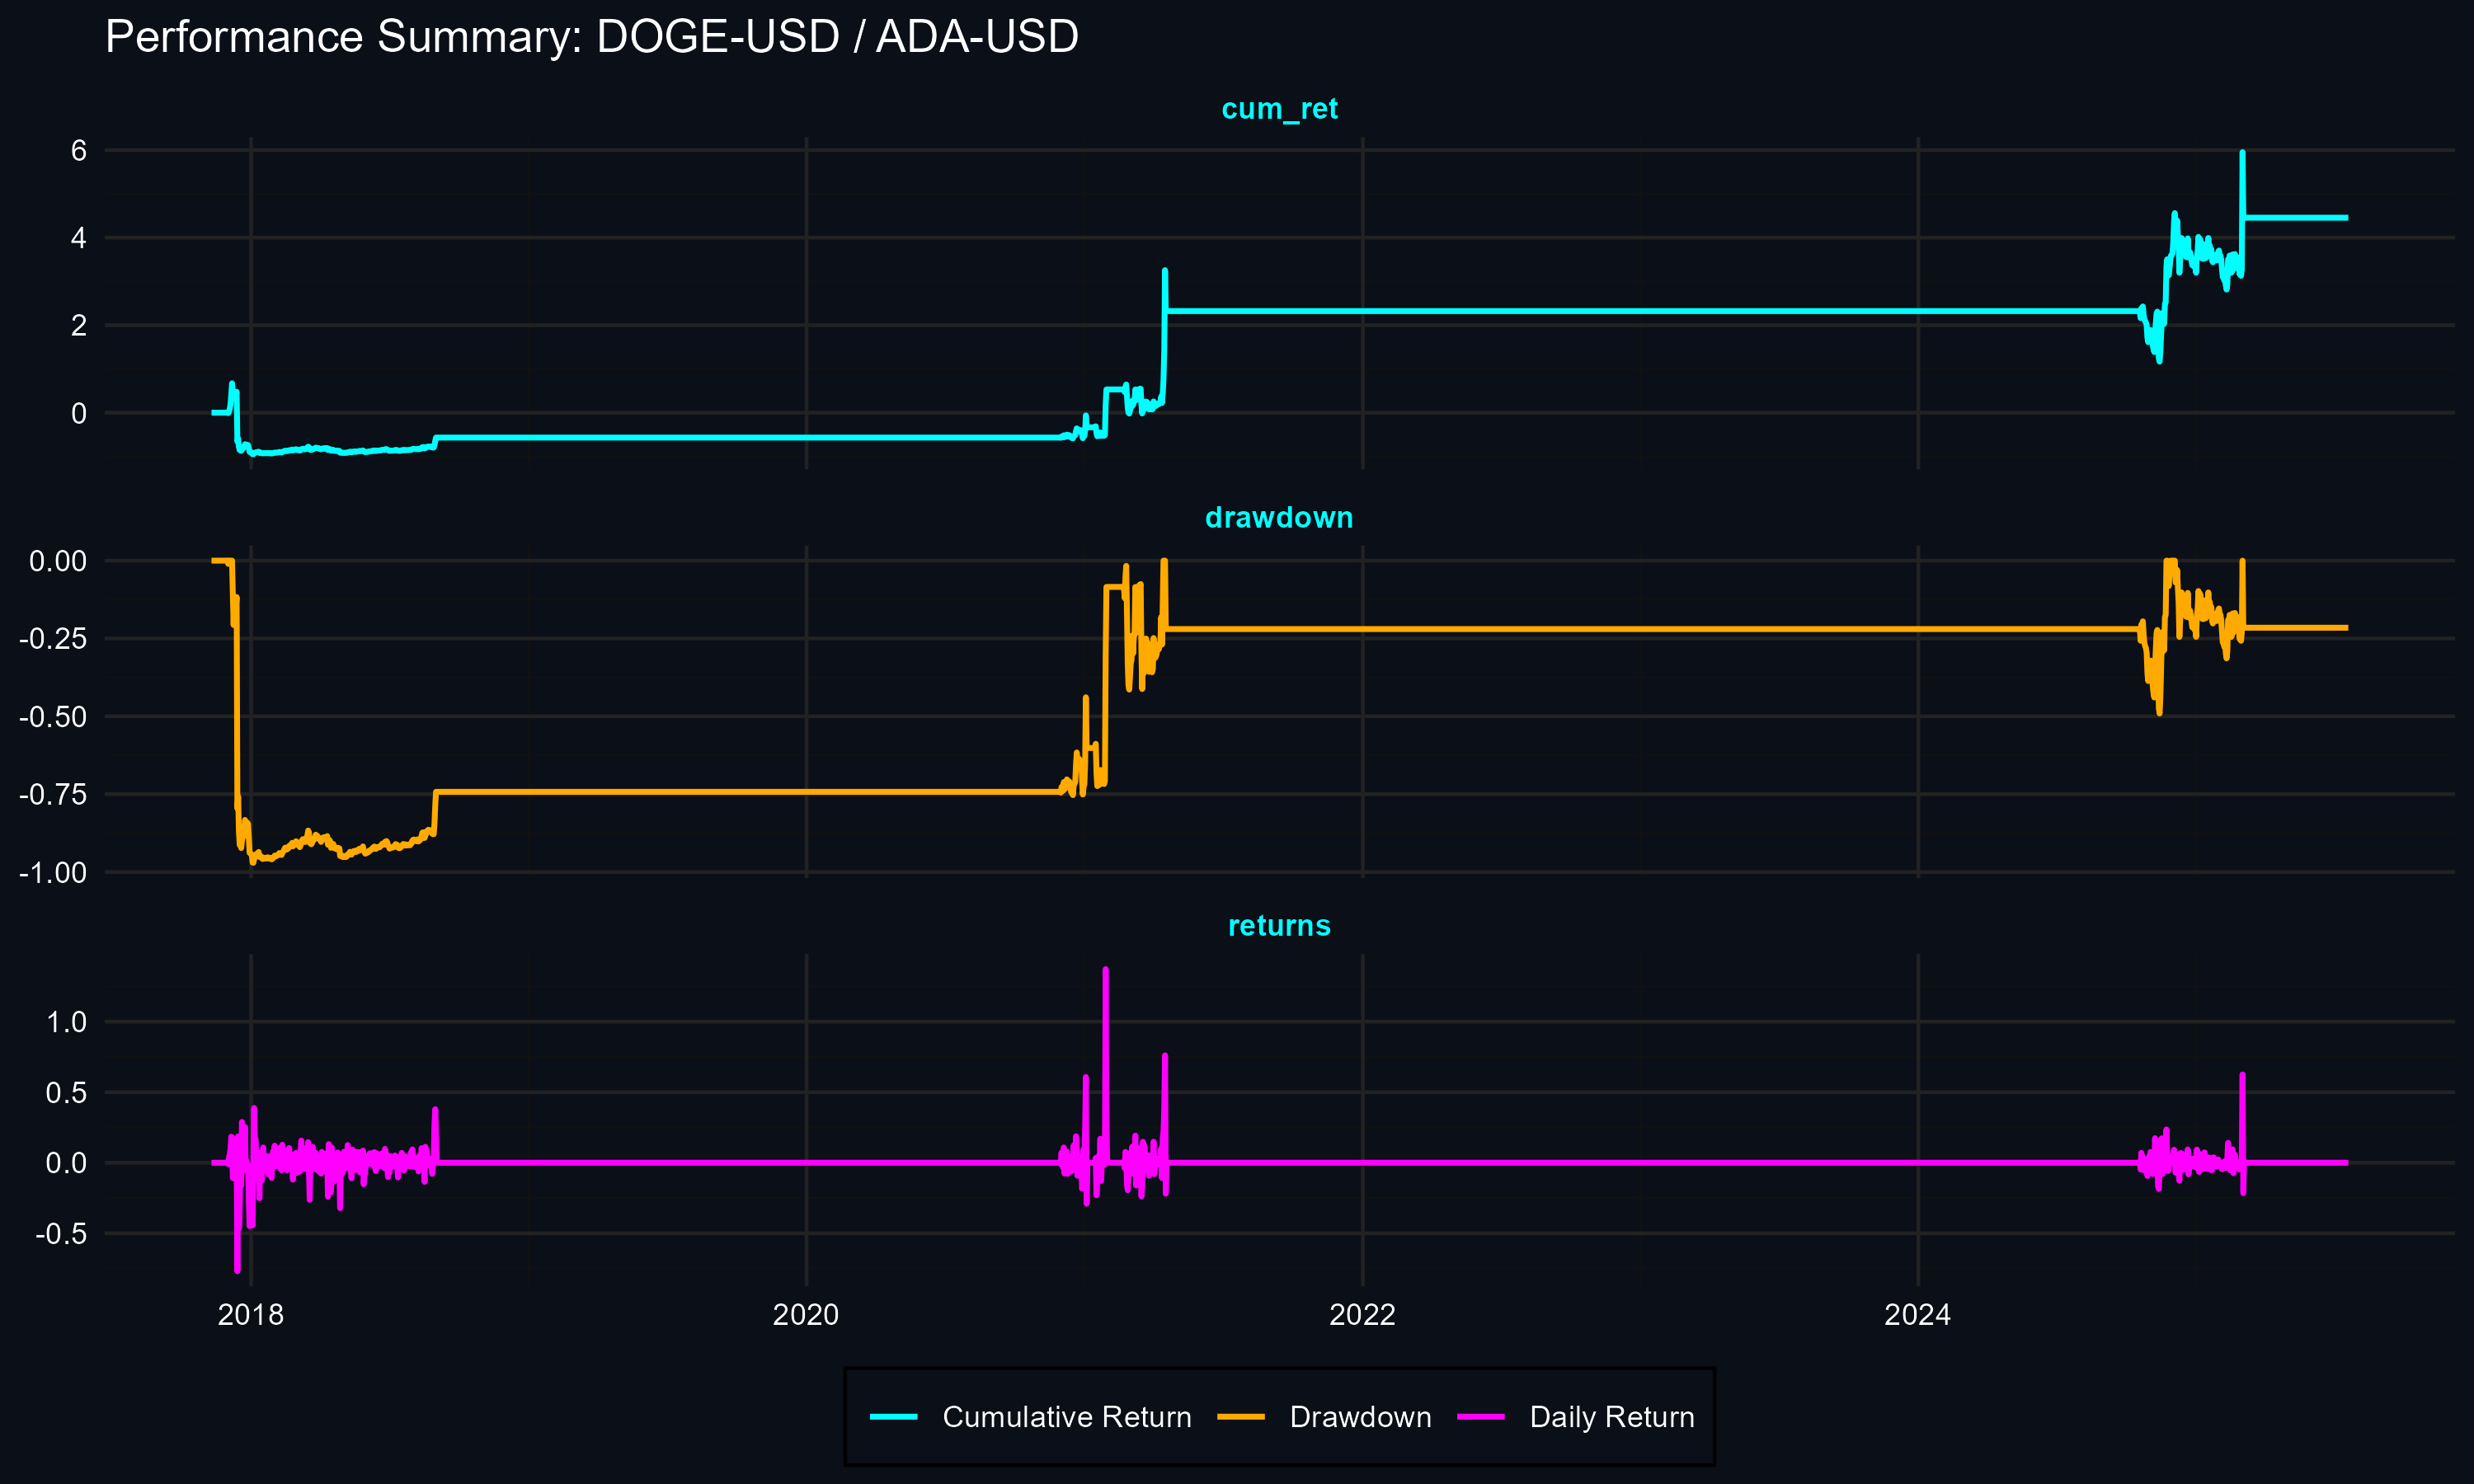 Performance Summary: DOGE-USD / ADA-USD
cum_ret
6
4
2
0
drawdown
0.00
-0.25
-0.50
-0.75
-1.00
returns
1.0
0.5
0.0
-0.5
2018 2020 2022 2024
Cumulative Return Drawdown Daily Return